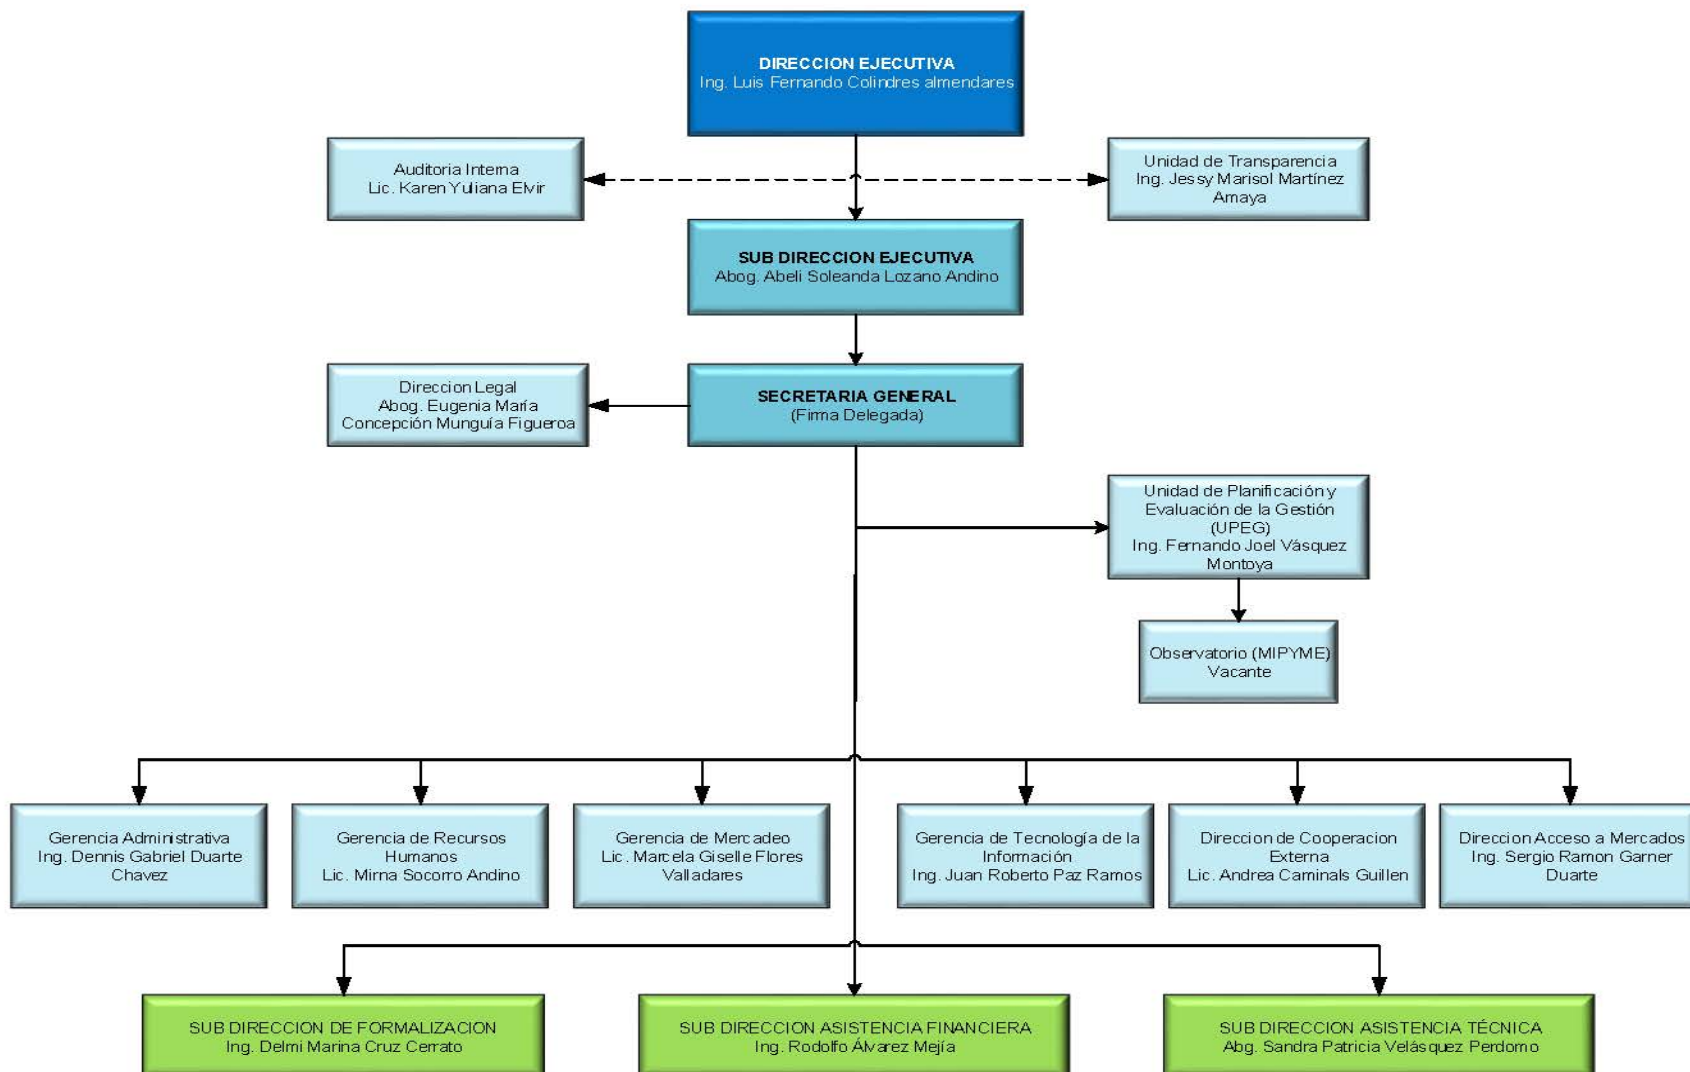 DIRECCION EJECUTIVA
Ing. Luis Fernando Colindres almendares
Auditoria Interna
Lic. Karen Yuliana Elvir
Unidad de Transparencia
Ing. Jessy Marisol Martínez
Amaya
SUB DIRECCION EJECUTIVA
Abog. Abeli Soleanda Lozano Andino
Direccion Legal
Abog. Eugenia María
Concepción Munguía Figueroa
SECRETARIA GENERAL
(Firma Delegada)
Unidad de Planificación y
Evaluación de la Gestión
(UPEG)
Ing. Fernando Joel Vásquez
Montoya
Observatorio (MIPYME)
Vacante
Gerencia Administrativa
Ing. Dennis Gabriel Duarte
Chavez
Gerencia de Recursos
Humanos
Lic. Mirna Socorro Andino
Gerencia de Mercadeo
Lic. Marcela Giselle Flores
Valladares
Gerencia de Tecnología de la
Información
Ing. Juan Roberto Paz Ramos
Direccion de Cooperacion
Externa
Lic. Andrea Caminals Guillen
Direccion Acceso a Mercados
Ing. Sergio Ramon Garner
Duarte
SUB DIRECCION DE FORMALIZACION
Ing. Delmi Marina Cruz Cerrato
SUB DIRECCION ASISTENCIA FINANCIERA
Ing. Rodolfo Álvarez Mejía
SUB DIRECCION ASISTENCIA TÉCNICA
Abg. Sandra Patricia Velásquez Perdomo